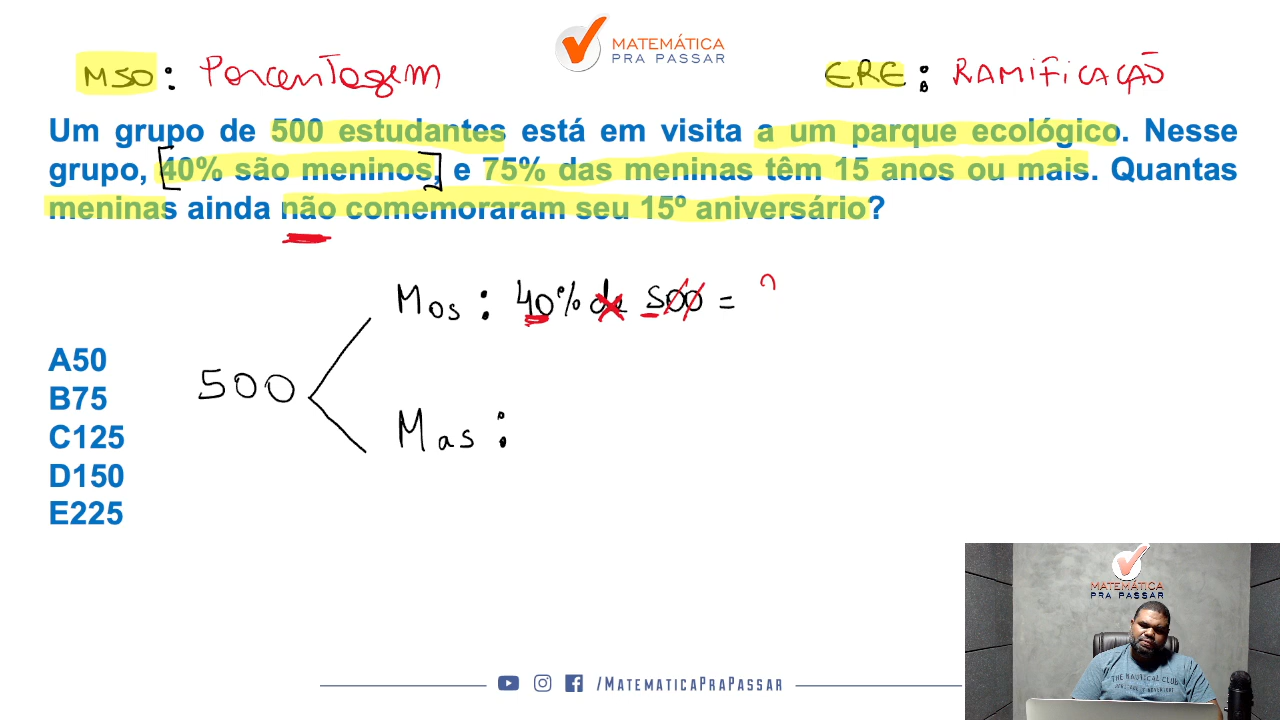 MATEMÁTICA
PRA PASSAR
MSO: Porcentagem
ERE: RAMIFICAÇÃO
Um grupo de 500 estudantes está em visita a um parque ecológico. Nesse
grupo, [40% são meninos,] e 75% das meninas têm 15 anos ou mais. Quantas
meninas ainda não comemoraram seu 15º aniversário?
Mos: 40% de 500 =
A50
500
B75
Mas:
C125
D150
E225
MATEMÁTICA
PRA PASSAR
THE NAUTICAL CLUB
/MATEMATICAPRAPASSAR